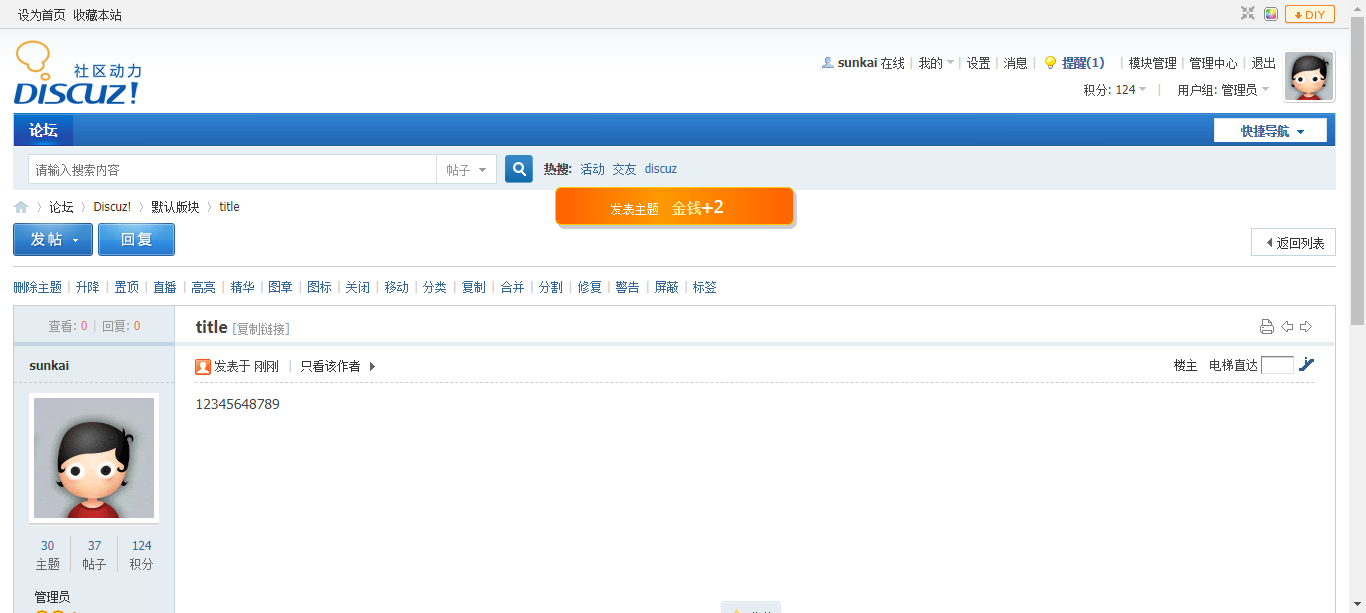 设为首页 收藏本站
DIY
社区动力
DISCUZ!
sunkai 在线 | 我的 | 设置 | 消息 | 提醒(1) | 模块管理 | 管理中心 | 退出
积分: 124 | 用户组: 管理员
论坛
快捷导航
请输入搜索内容
帖子
热搜: 活动 交友 discuz
发表主题 金钱+2
论坛 › Discuz! › 默认版块 › title
发帖
回复
返回列表
删除主题 | 升降 | 置顶 | 直播 | 高亮 | 精华 | 图章 | 图标 | 关闭 | 移动 | 分类 | 复制 | 合并 | 分割 | 修复 | 警告 | 屏蔽 | 标签
查看: 0 | 回复: 0
title [复制链接]
sunkai
发表于 刚刚 | 只看该作者
楼主 电梯直达
12345648789
30 37 124
主题 帖子 积分
管理员